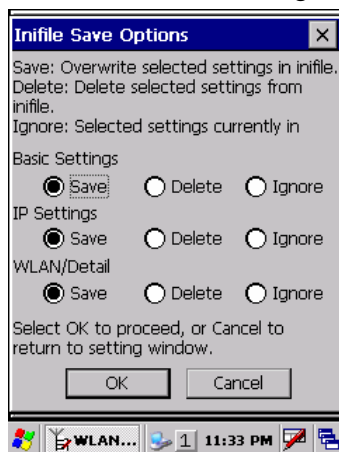 Inifile Save Options
Save: Overwrite selected settings in inifile.
Delete: Delete selected settings from
inifile.
Ignore: Selected settings currently in
Basic Settings
Save Delete Ignore
IP Settings
Save Delete Ignore
WLAN/Detail
Save Delete Ignore
Select OK to proceed, or Cancel to
return to setting window.
OK Cancel
WLAN... 1 11:33 PM